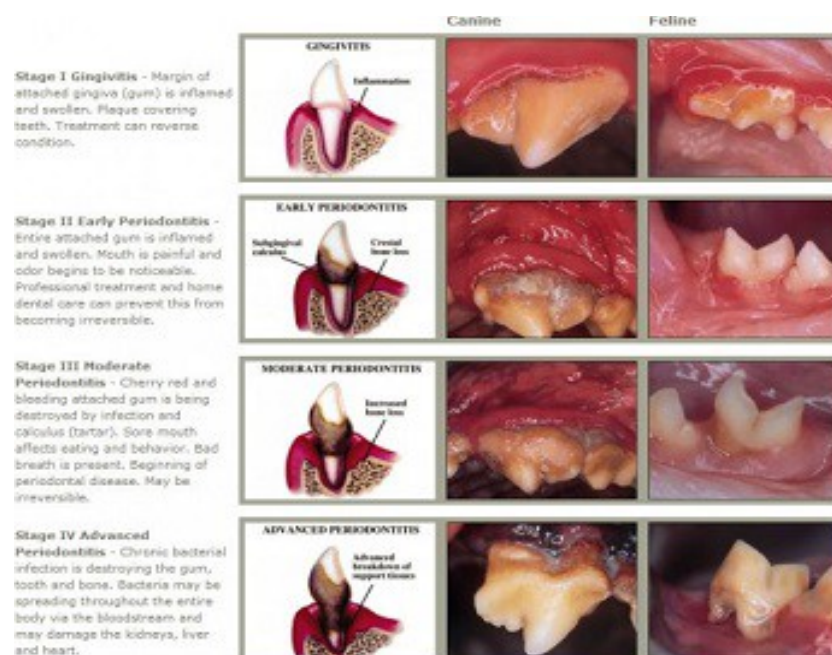 Canine
Feline
Stage I Gingivitis - Margin of
attached gingiva (gum) is inflamed
and swollen. Plaque covering
teeth. Treatment can reverse
condition.
GINGIVITIS
Inflammation
Stage II Early Periodontitis -
Entire attached gum is inflamed
and swollen. Mouth is painful and
odor begins to be noticeable.
Professional treatment and home
dental care can prevent this from
becoming irreversible.
EARLY PERIODONTITIS
Subgingival
calculus
Crestal
bone loss
Stage III Moderate
Periodontitis - Cherry red and
bleeding attached gum is being
destroyed by infection and
calculus (tartar). Sore mouth
affects eating and behavior. Bad
breath is present. Beginning of
periodontal disease. May be
irreversible.
MODERATE PERIODONTITIS
Increased
bone loss
Stage IV Advanced
Periodontitis - Chronic bacterial
infection is destroying the gum,
tooth and bone. Bacteria may be
spreading throughout the entire
body via the bloodstream and
may damage the kidneys, liver
and heart.
ADVANCED PERIODONTITIS
Advanced
breakdown of
support tissues